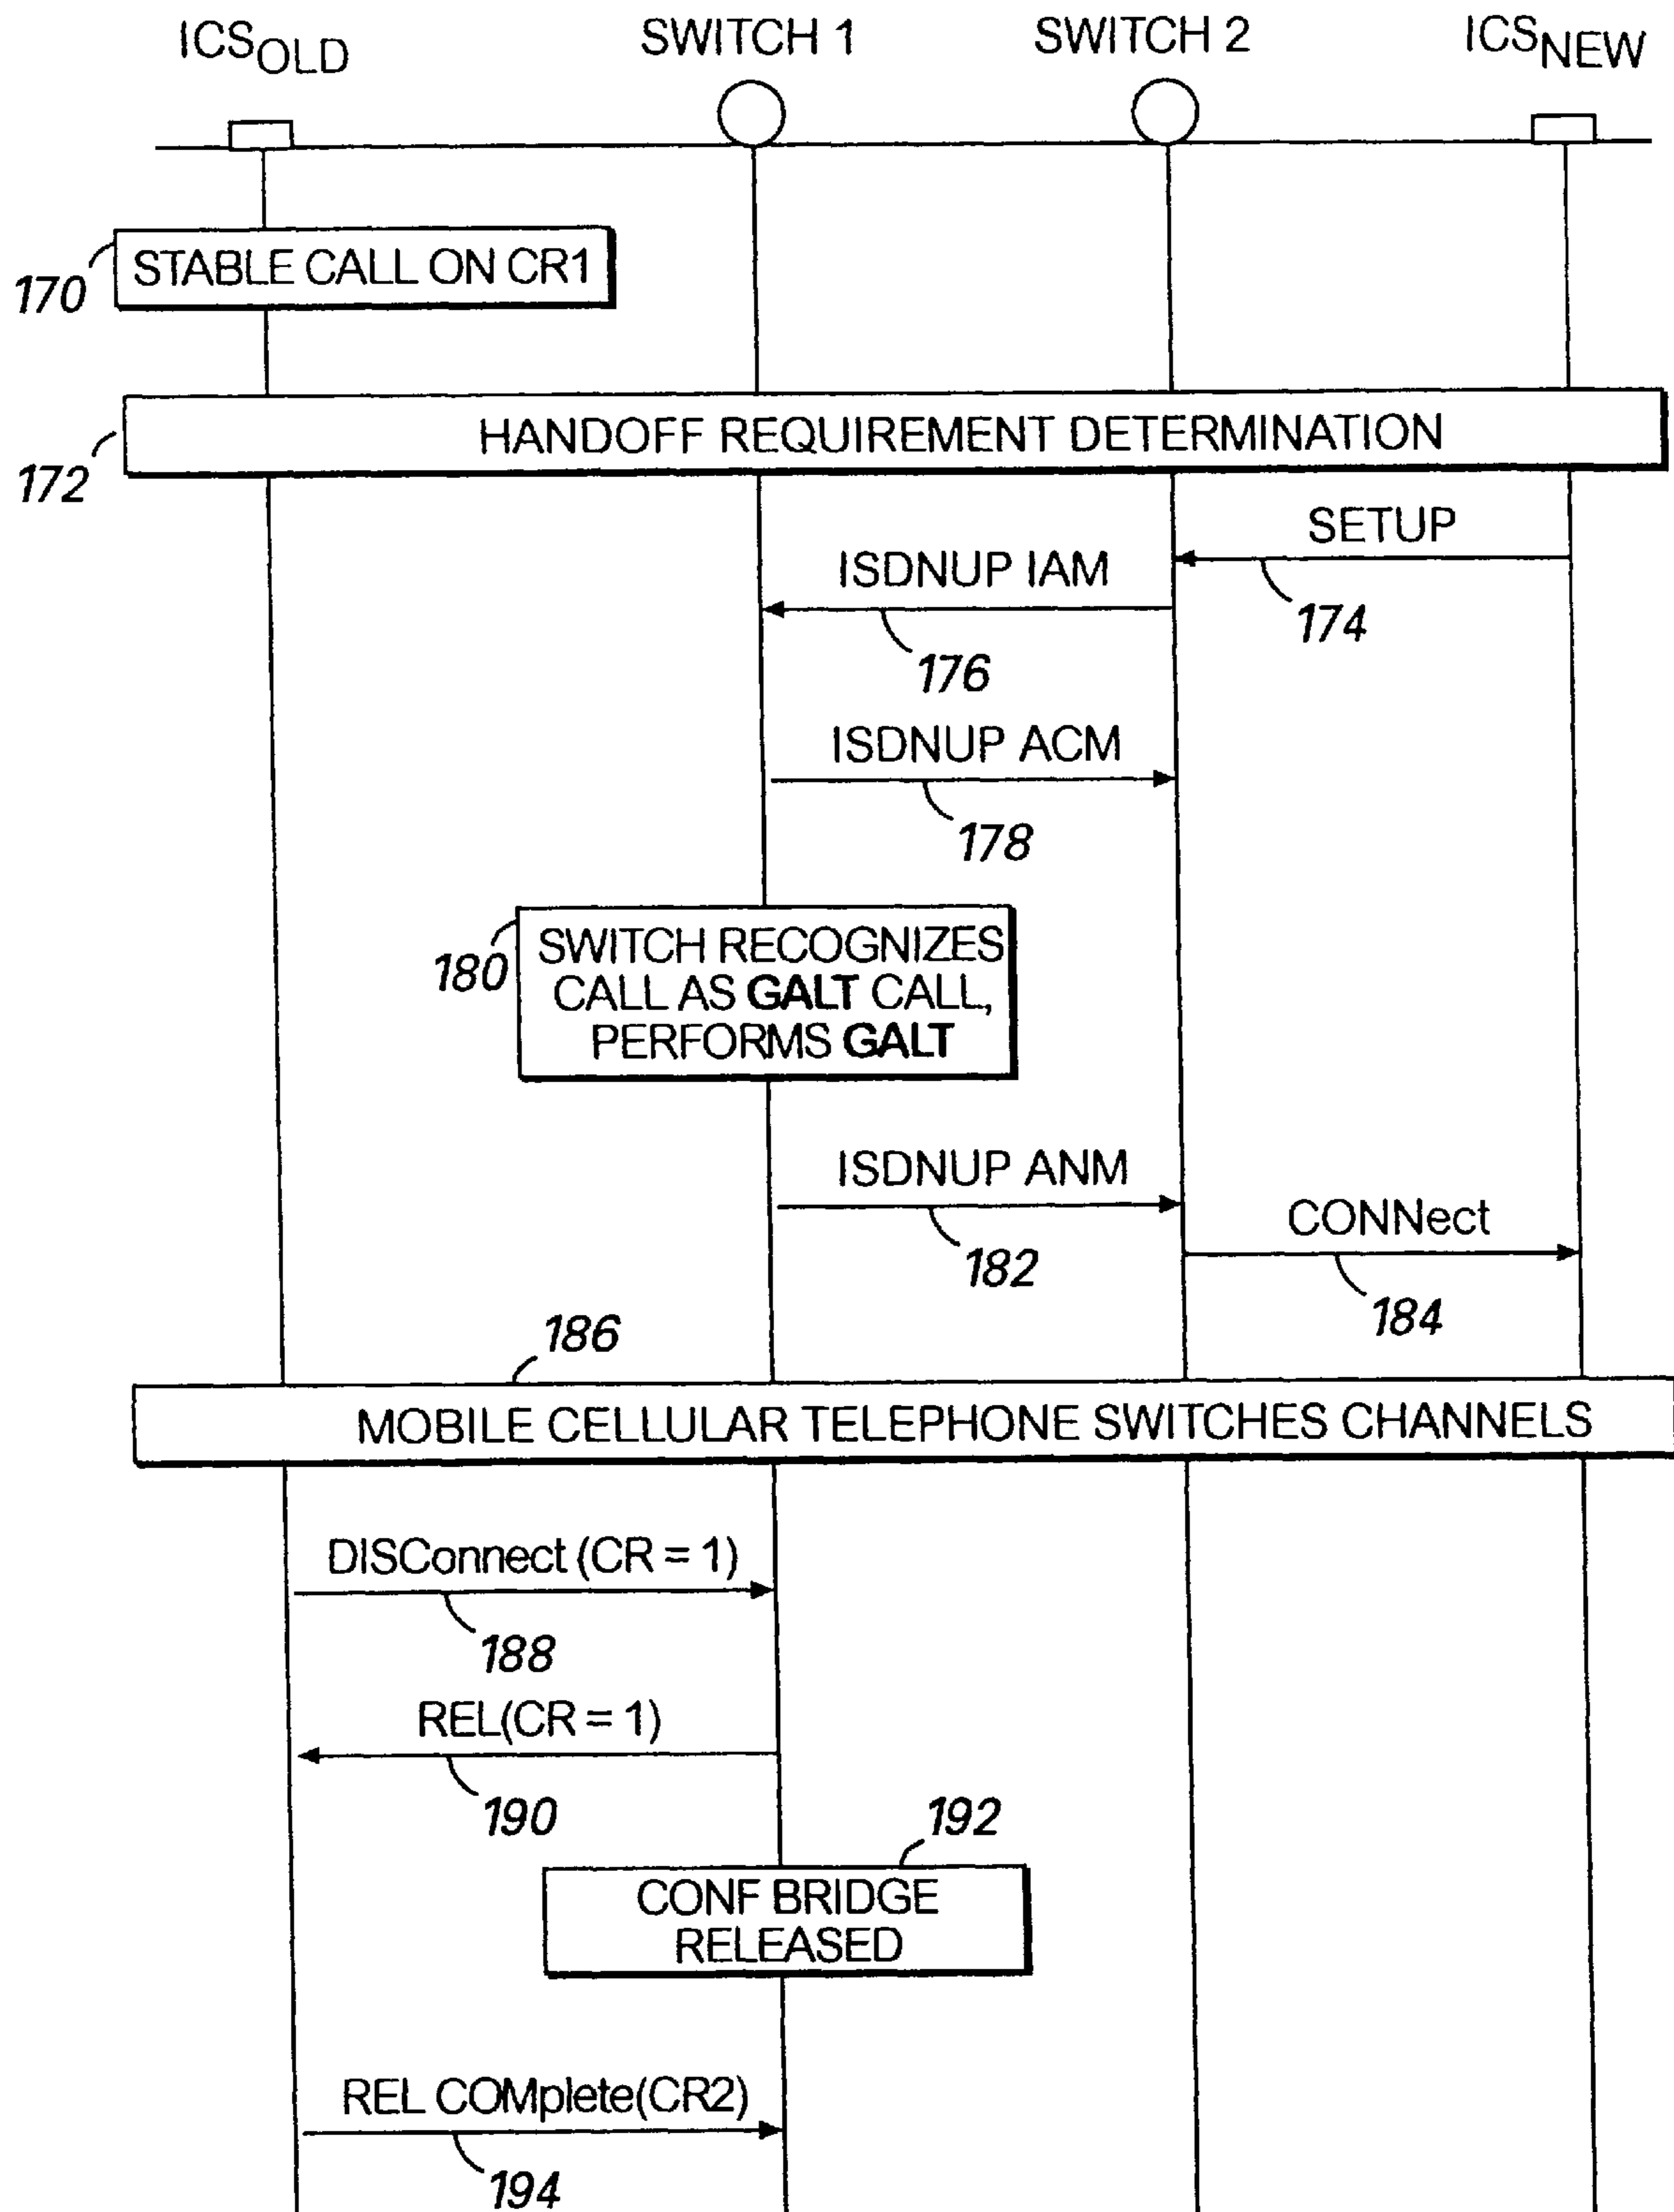 ICSOLD SWITCH 1 SWITCH 2 ICSNEW
STABLE CALL ON CR1
170
HANDOFF REQUIREMENT DETERMINATION
172
SETUP
174
ISDNUP IAM
176
ISDNUP ACM
178
180
SWITCH RECOGNIZES
CALL AS GALT CALL,
PERFORMS GALT
ISDNUP ANM
182
CONNect
184
186
MOBILE CELLULAR TELEPHONE SWITCHES CHANNELS
DISConnect (CR = 1)
188
REL(CR = 1)
190
192
CONF BRIDGE
RELEASED
REL COMplete(CR2)
194